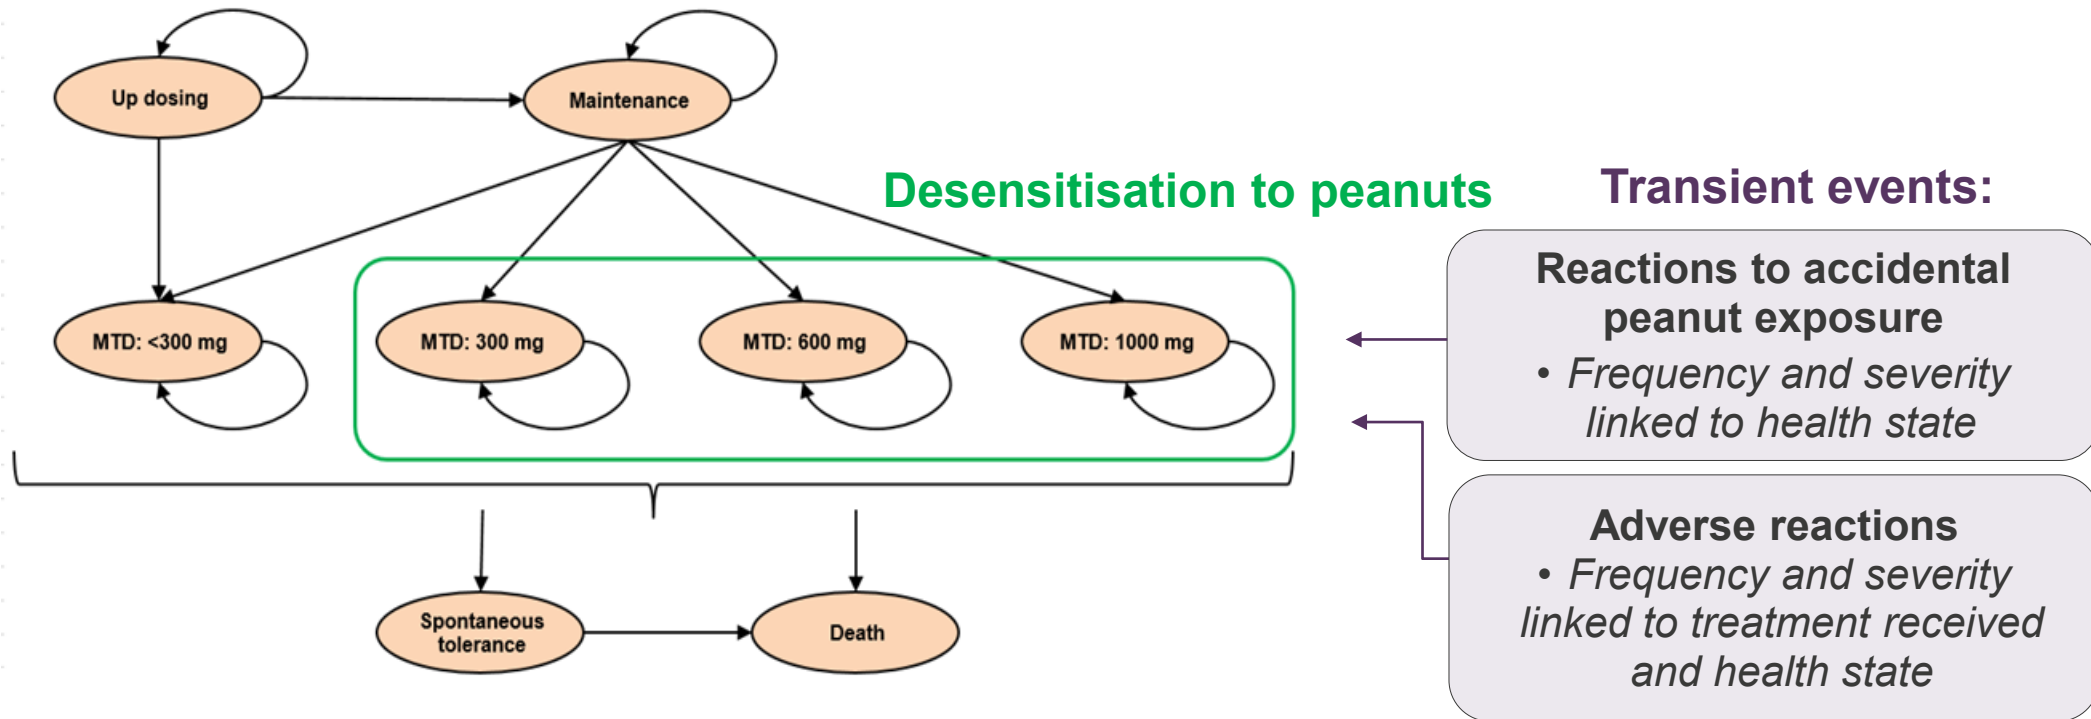 Up dosing
Maintenance
Desensitisation to peanuts
Transient events:
MTD: <300 mg
MTD: 300 mg
MTD: 600 mg
MTD: 1000 mg
Reactions to accidental
peanut exposure
• Frequency and severity
linked to health state
Adverse reactions
• Frequency and severity
linked to treatment received
and health state
Spontaneous
tolerance
Death